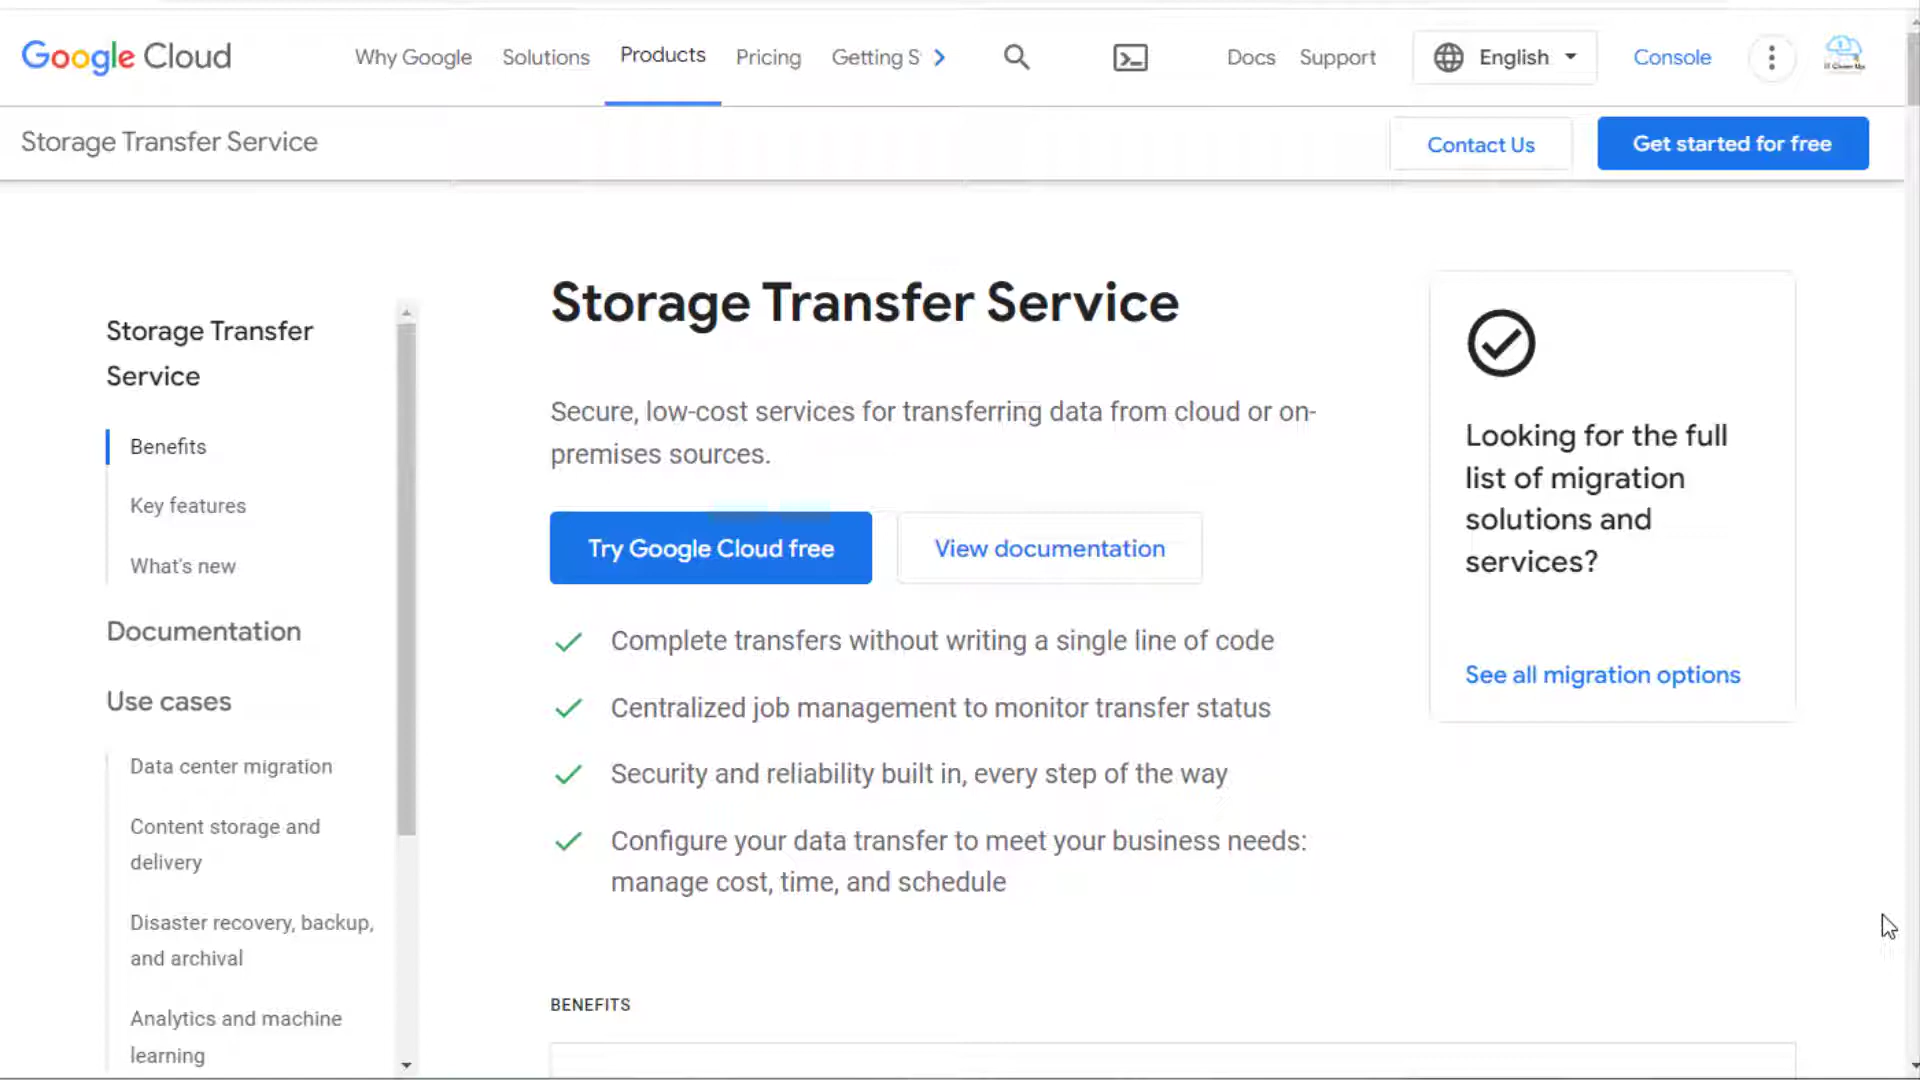 Google Cloud
Why Google
Solutions
Products
Pricing
Getting S
Docs
Support
English
Console
Storage Transfer Service
Contact Us
Get started for free
Storage Transfer
Service
Benefits
Key features
What's new
Documentation
Use cases
Data center migration
Content storage and
delivery
Disaster recovery, backup,
and archival
Analytics and machine
learning
Storage Transfer Service
Secure, low-cost services for transferring data from cloud or on-
premises sources.
Try Google Cloud free
View documentation
Complete transfers without writing a single line of code
Centralized job management to monitor transfer status
Security and reliability built in, every step of the way
Configure your data transfer to meet your business needs:
manage cost, time, and schedule
BENEFITS
Looking for the full
list of migration
solutions and
services?
See all migration options